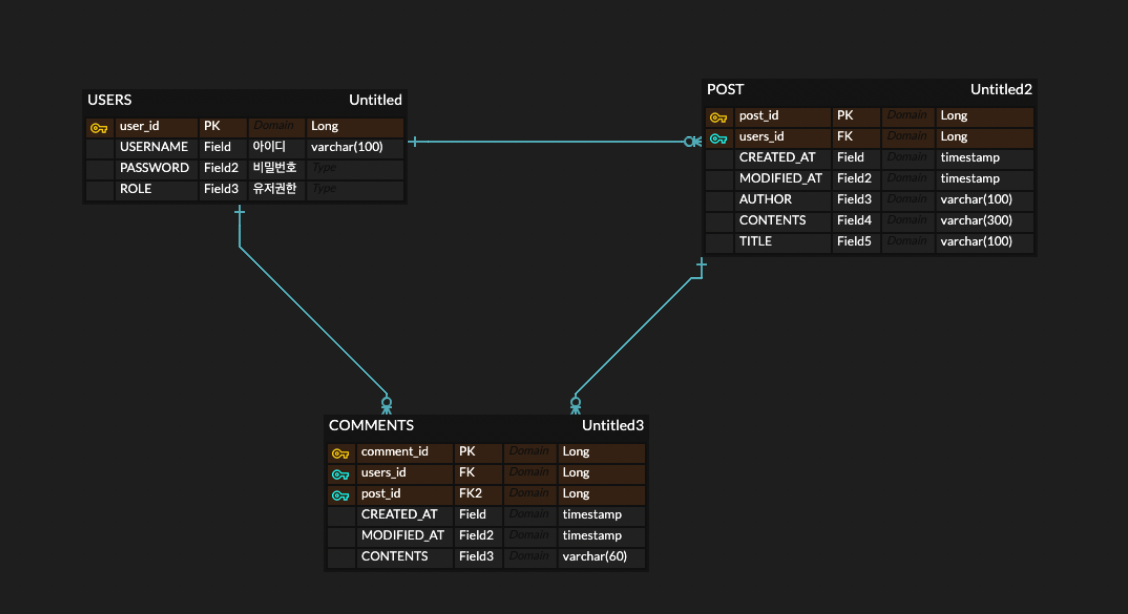 USERS Untitled
user_id PK Domain Long
USERNAME Field 아이디 varchar(100)
PASSWORD Field2 비밀번호 Type
ROLE Field3 유저권한 Type
POST Untitled2
post_id PK Domain Long
users_id FK Domain Long
CREATED_AT Field Domain timestamp
MODIFIED_AT Field2 Domain timestamp
AUTHOR Field3 Domain varchar(100)
CONTENTS Field4 Domain varchar(300)
TITLE Field5 Domain varchar(100)
COMMENTS Untitled3
comment_id PK Domain Long
users_id FK Domain Long
post_id FK2 Domain Long
CREATED_AT Field Domain timestamp
MODIFIED_AT Field2 Domain timestamp
CONTENTS Field3 Domain varchar(60)